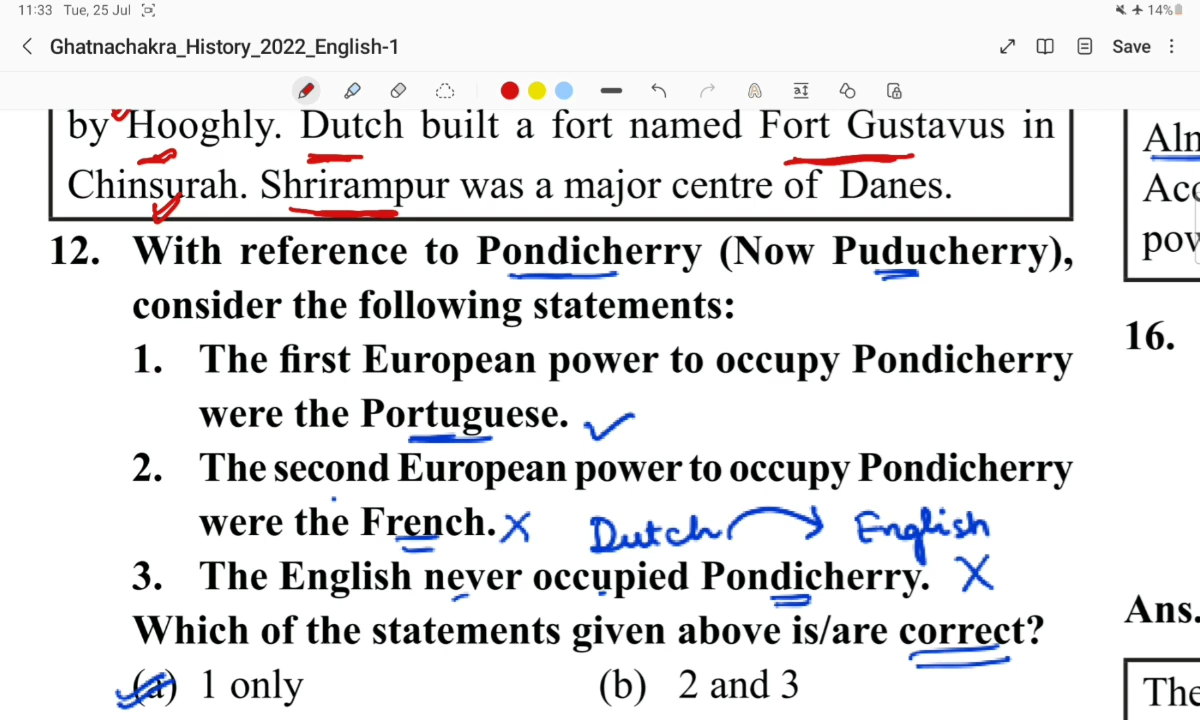 11:33 Tue, 25 Jul
14%
Ghatnachakra_History_2022_English-1
Save
by Hooghly. Dutch built a fort named Fort Gustavus in
Chinsurah. Shrirampur was a major centre of Danes.
12. With reference to Pondicherry (Now Puducherry),
consider the following statements:
1. The first European power to occupy Pondicherry
were the Portuguese. ✓
2. The second European power to occupy Pondicherry
were the French. X Dutch → English
3. The English never occupied Pondicherry. X
Which of the statements given above is/are correct?
(a) 1 only (b) 2 and 3
16.
Ans.
The